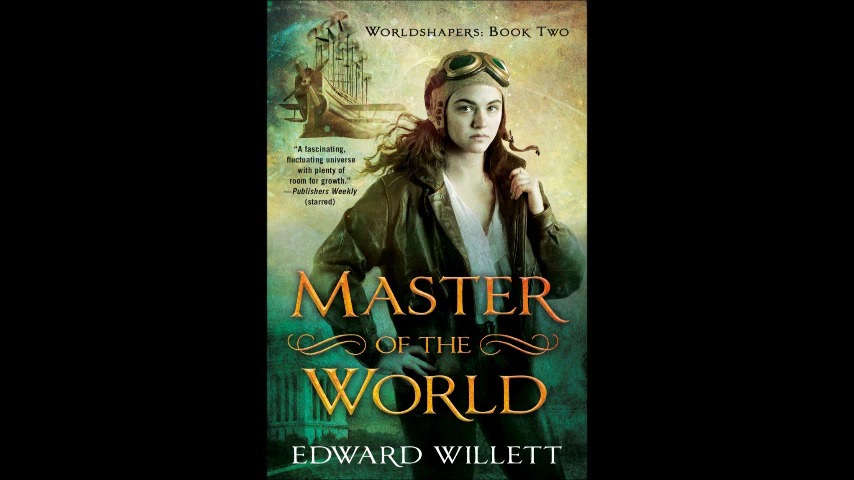 Worldshapers: Book Two
"A fascinating,
fluctuating universe
with plenty of
room for growth."
—Publishers Weekly
(starred)
Master
of the
World
Edward Willett